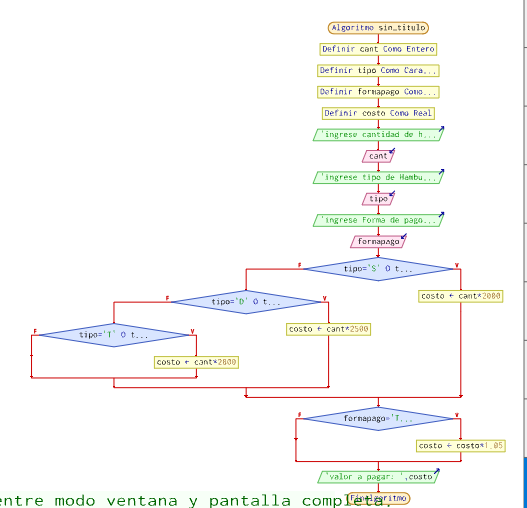 Algoritmo sin_titulo
Definir cant Como Entero
Definir tipo Como Cara...
Definir formapago Como...
Definir costo Como Real
'ingrese cantidad de h...
cant
'ingrese tipo de Hambu...
tipo
'ingrese Forma de pago...
formapago
F tipo='S' O t... V
costo ← cant*2000
F tipo='D' O t... V
costo ← cant*2500
F tipo='T' O t... V
costo ← cant*2800
F formapago='T... V
costo ← costo*1.05
'valor a pagar: ',costo
FinAlgoritmo
entre modo ventana y pantalla completa.